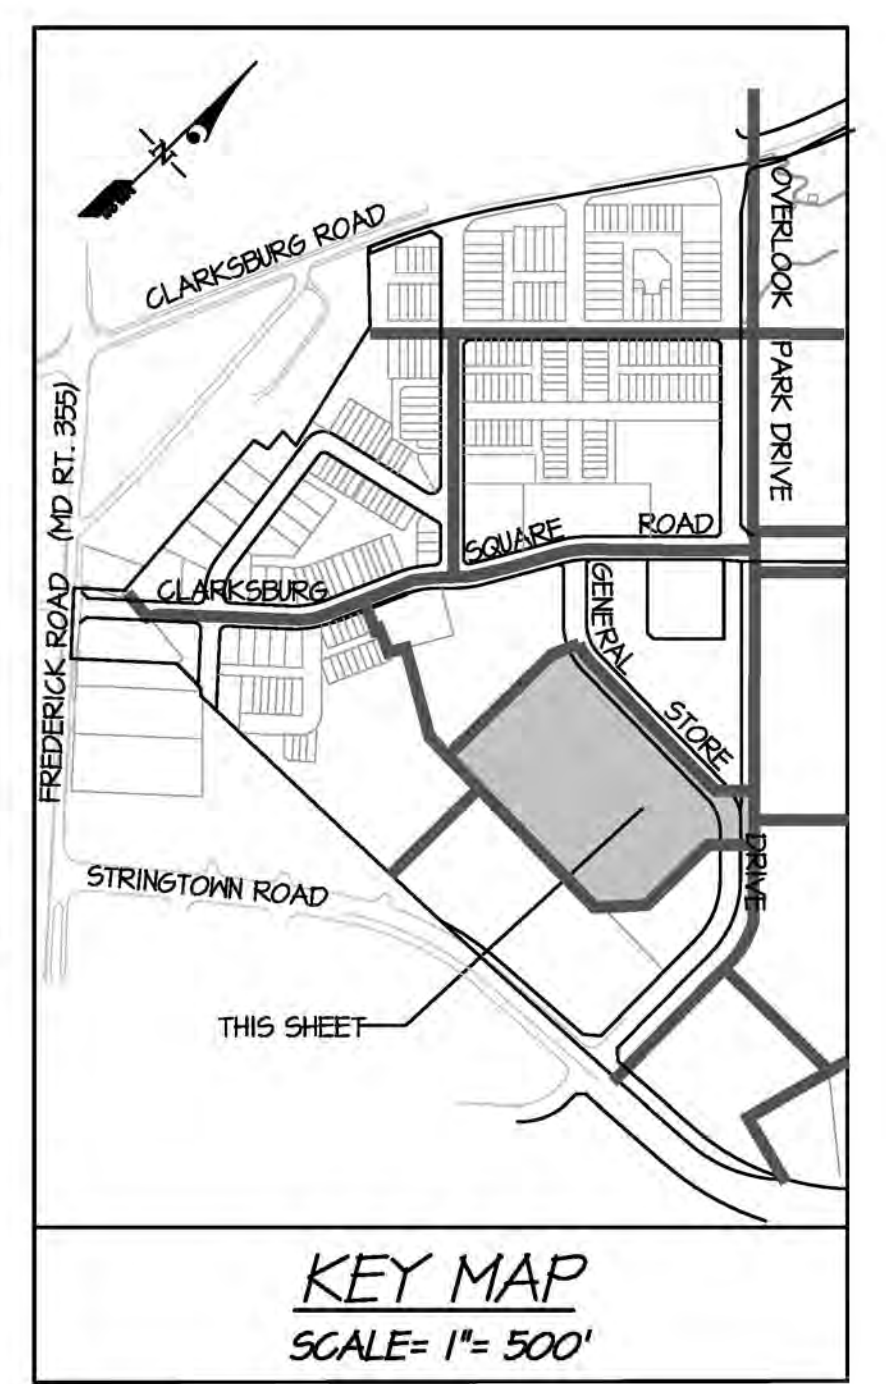 N
CLARKSBURG ROAD
OVERLOOK PARK DRIVE
FREDERICK ROAD (MD RT. 355)
CLARKSBURG SQUARE ROAD
GENERAL STORE DRIVE
STRINGTOWN ROAD
THIS SHEET
KEY MAP
SCALE= 1"= 500'